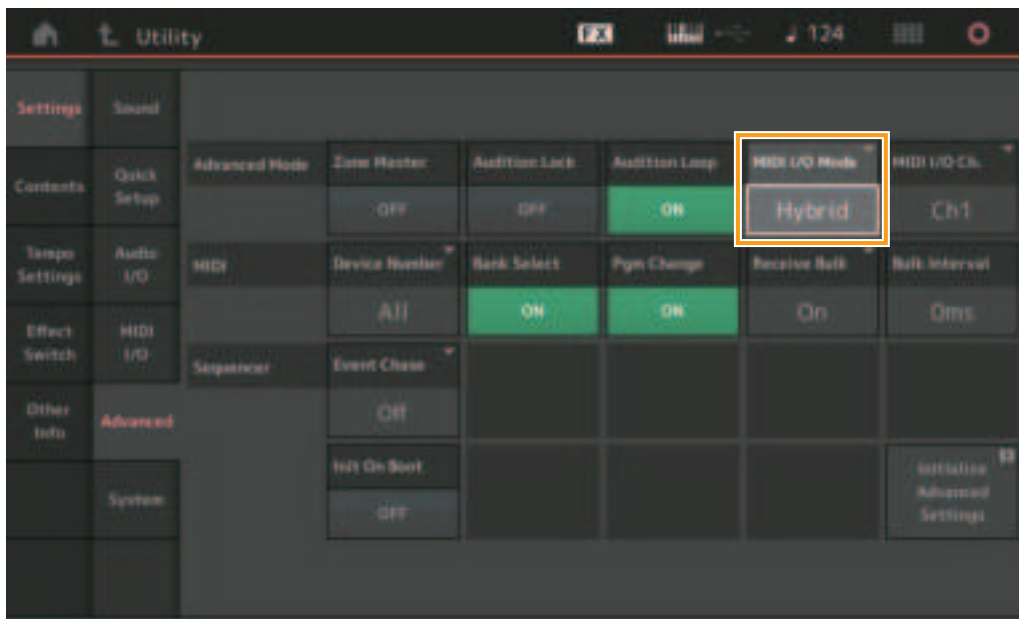 Utility
FX
124
Settings
Contents
Tempo
Settings
Effect
Switch
Other
Info
Sound
Quick
Setup
Audio
I/O
MIDI
I/O
Advanced
System
Advanced Mode
Zone Master
OFF
Audition Lock
OFF
Audition Loop
ON
MIDI I/O Mode
Hybrid
MIDI I/O Ch.
Ch1
MIDI
Device Number
All
Bank Select
ON
Pgm Change
ON
Receive Bulk
On
Bulk Interval
0ms
Sequencer
Event Chase
Off
Init On Boot
OFF
Initialize
Advanced
Settings